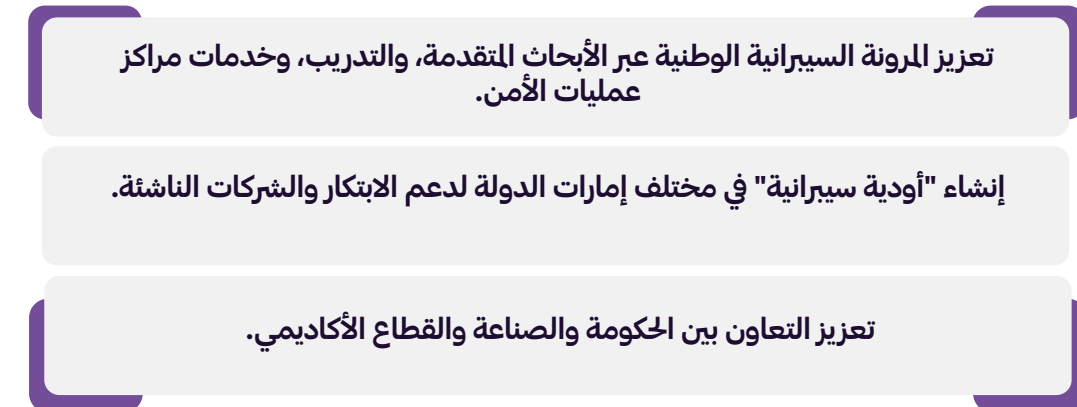 تعزيز المرونة السيبرانية الوطنية عبر الأبحاث المتقدمة، والتدريب، وخدمات مراكز
عمليات الأمن.
إنشاء "أودية سيبرانية" في مختلف إمارات الدولة لدعم الابتكار والشركات الناشئة.
تعزيز التعاون بين الحكومة والصناعة والقطاع الأكاديمي.